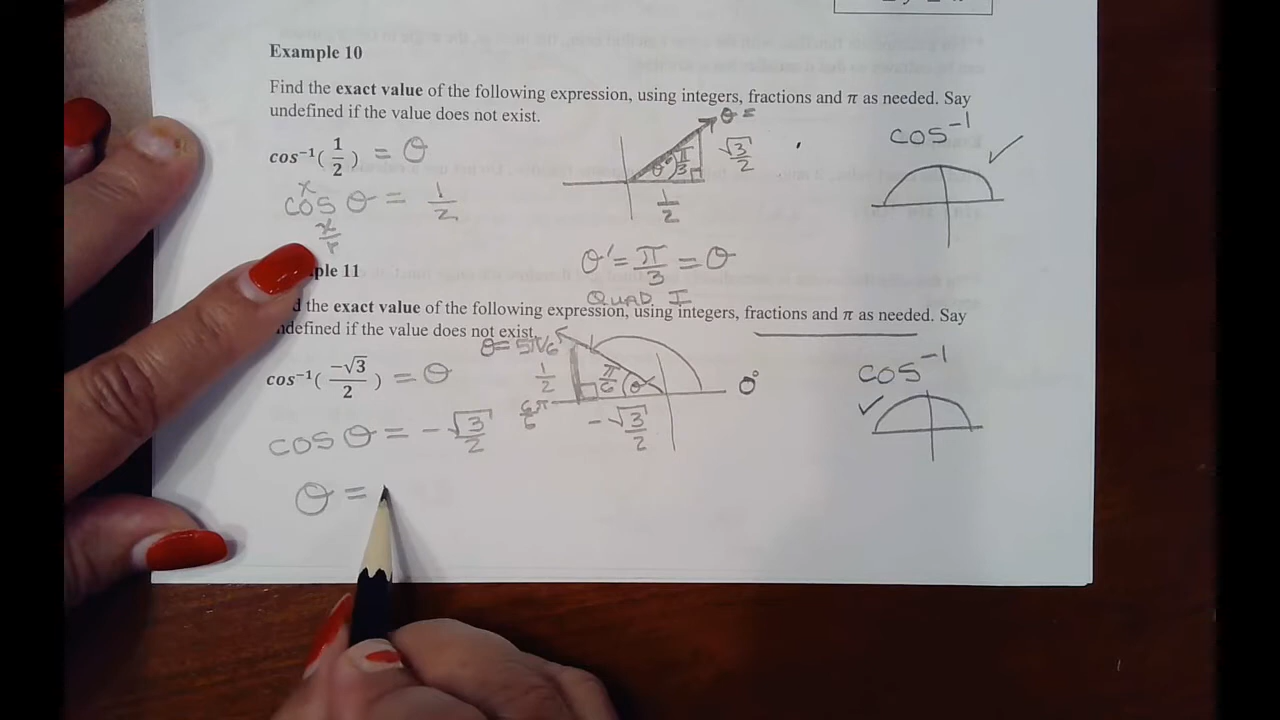 Example 10
Find the exact value of the following expression, using integers, fractions and π as needed. Say
undefined if the value does not exist.
cos⁻¹(1/2) = θ
x
cos θ = 1/2
x/r
θ =
√3/2
θ' π/3
1/2
θ' = π/3 = θ
QUAD I
cos⁻¹ ✓
ple 11
the exact value of the following expression, using integers, fractions and π as needed. Say
ndefined if the value does not exist.
cos⁻¹(-√3/2) = θ
cos θ = -√3/2
θ =
θ = 5π/6
1/2
π/6 θ'
6π/6
-√3/2
0°
cos⁻¹
✓